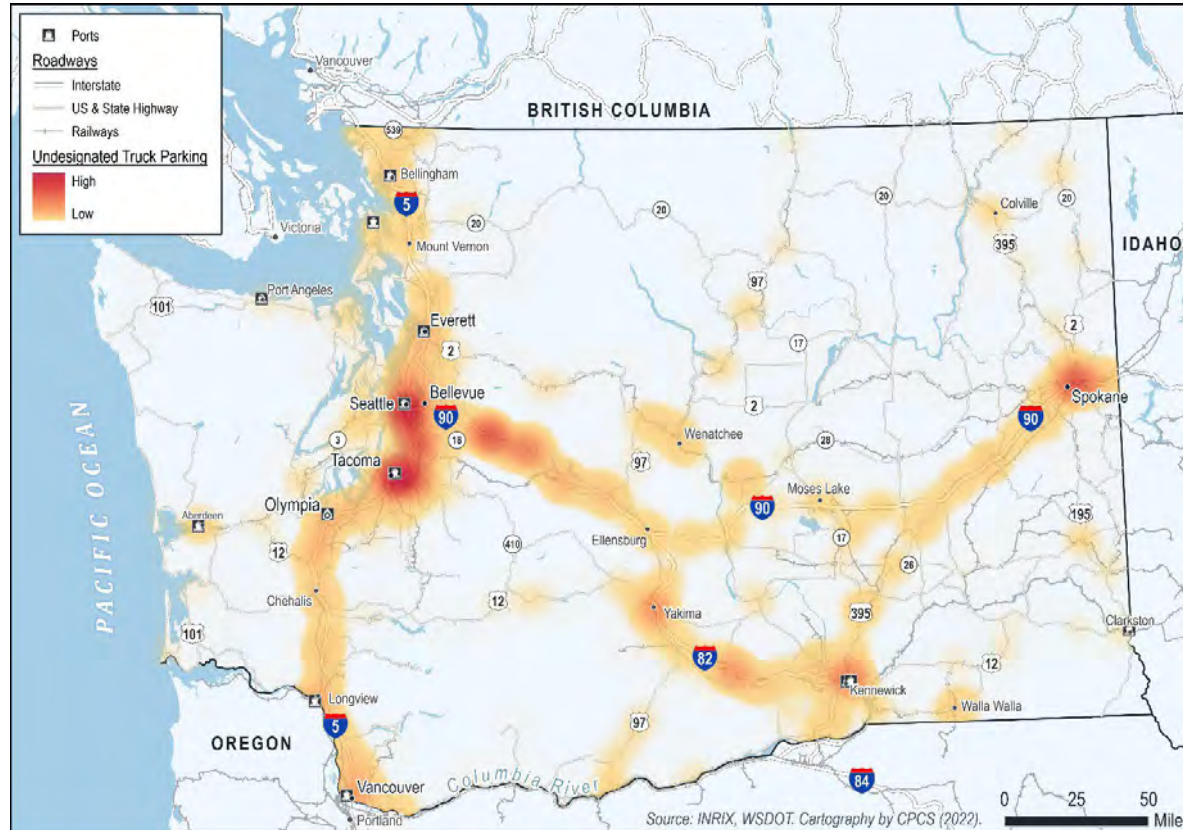 Ports
Roadways
Interstate
US & State Highway
Railways
Undesignated Truck Parking
High
Low
Vancouver
BRITISH COLUMBIA
539
Bellingham
5
20
20
20
20
Colville
Victoria
Mount Vernon
395
IDAHO
101
Port Angeles
97
Everett
2
17
2
Seattle
Bellevue
90
Spokane
2
90
3
18
Wenatchee
28
97
Tacoma
Moses Lake
Olympia
90
195
Aberdeen
Ellensburg
17
12
410
26
PACIFIC OCEAN
Chehalis
12
Yakima
395
101
Clarkston
82
12
Kennewick
Longview
Walla Walla
5
97
OREGON
Columbia River
84
Vancouver
Portland
0 25 50
Mile
Source: INRIX, WSDOT. Cartography by CPCS (2022).